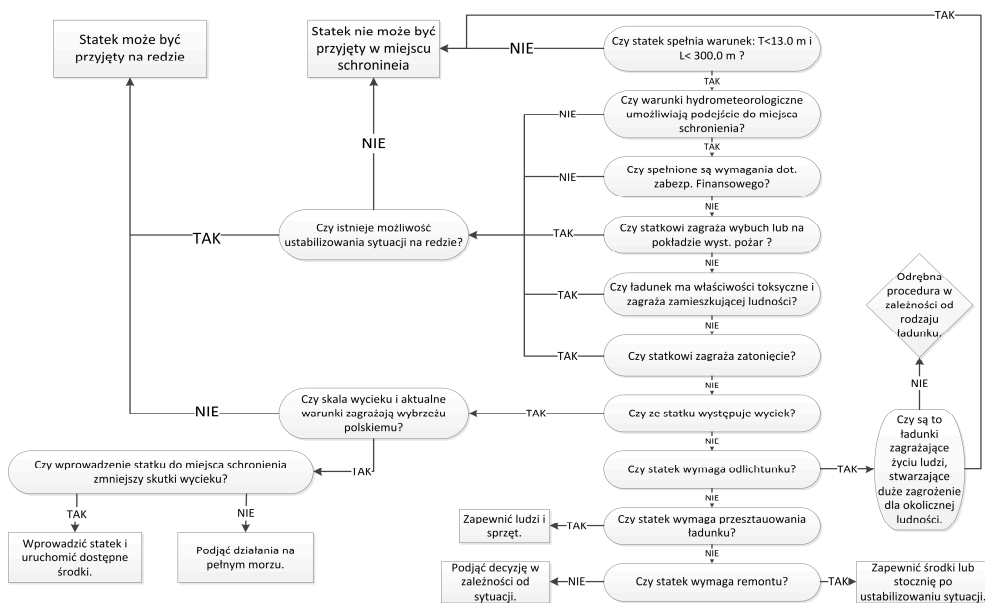 TAK
Statek może być
przyjęty na redzie
Statek nie może być
przyjęty w miejscu
schronineia
NIE
Czy statek spełnia warunek: T<13.0 m i
L< 300,0 m ?
TAK
Czy warunki hydrometeorologiczne
umożliwiają podejście do miejsca
schronienia?
NIE
TAK
NIE
Czy spełnione są wymagania dot.
zabezp. Finansowego?
NIE
NIE
Czy istnieje możliwość
ustabilizowania sytuacji na redzie?
TAK
TAK
Czy statkowi zagraża wybuch lub na
pokładzie wyst. pożar ?
NIE
TAK
Czy ładunek ma właściwości toksyczne i
zagraża zamieszkującej ludności?
NIE
Odrębna
procedura w
zależności od
rodzaju
ładunku.
TAK
Czy statkowi zagraża zatonięcie?
NIE
NIE
Czy skala wycieku i aktualne
warunki zagrażają wybrzeżu
polskiemu?
NIE
TAK
Czy ze statku występuje wyciek?
NIE
Czy są to
ładunki
zagrażające
życiu ludzi,
stwarzające
duże zagrożenie
dla okolicznej
ludności.
TAK
Czy wprowadzenie statku do miejsca schronienia
zmniejszy skutki wycieku?
Czy statek wymaga odlichtunku?
TAK
NIE
TAK
NIE
Zapewnić ludzi i
sprzęt.
TAK
Czy statek wymaga przesztauowania
ładunku?
NIE
Wprowadzić statek i
uruchomić dostępne
środki.
Podjąć działania na
pełnym morzu.
Podjąć decyzję w
zależności od
sytuacji.
NIE
Czy statek wymaga remontu?
TAK
Zapewnić środki lub
stocznię po
ustabilizowaniu sytuacji.